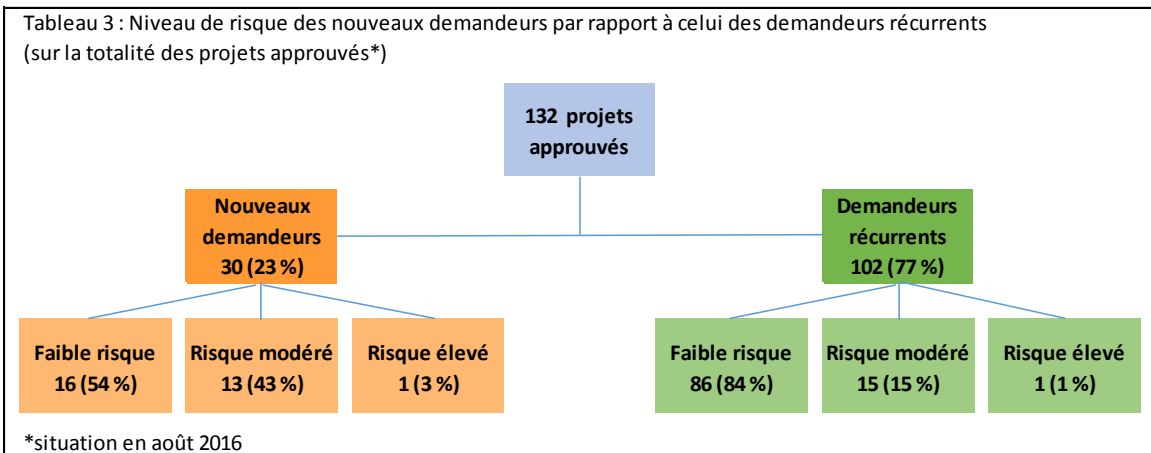 Tableau 3 : Niveau de risque des nouveaux demandeurs par rapport à celui des demandeurs récurrents
(sur la totalité des projets approuvés*)
132 projets
approuvés
Nouveaux
demandeurs
30 (23 %)
Demandeurs
récurrents
102 (77 %)
Faible risque
16 (54 %)
Risque modéré
13 (43 %)
Risque élevé
1 (3 %)
Faible risque
86 (84 %)
Risque modéré
15 (15 %)
Risque élevé
1 (1 %)
*situation en août 2016